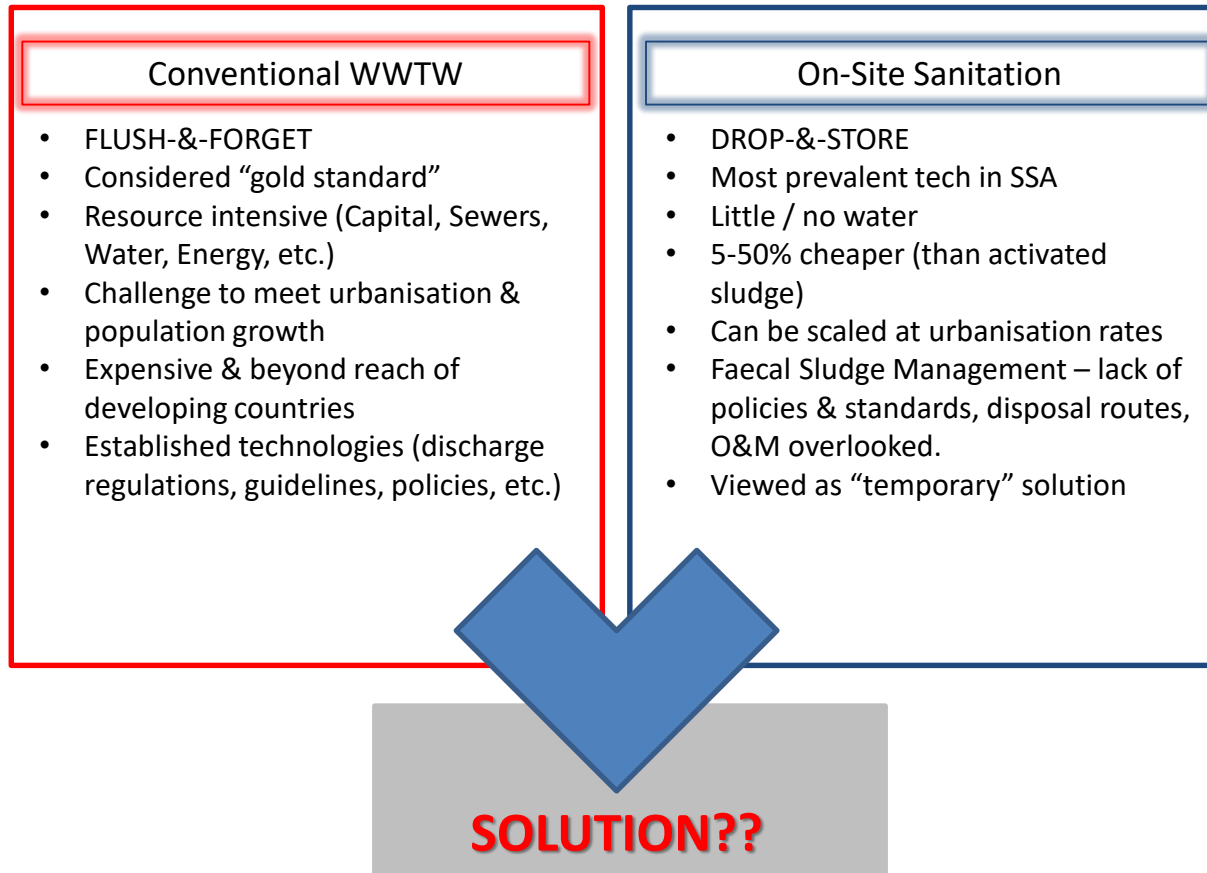 Conventional WWTW
• FLUSH-&-FORGET
• Considered “gold standard”
• Resource intensive (Capital, Sewers,
Water, Energy, etc.)
• Challenge to meet urbanisation &
population growth
• Expensive & beyond reach of
developing countries
• Established technologies (discharge
regulations, guidelines, policies, etc.)
On-Site Sanitation
• DROP-&-STORE
• Most prevalent tech in SSA
• Little / no water
• 5-50% cheaper (than activated
sludge)
• Can be scaled at urbanisation rates
• Faecal Sludge Management – lack of
policies & standards, disposal routes,
O&M overlooked.
• Viewed as “temporary” solution
SOLUTION??